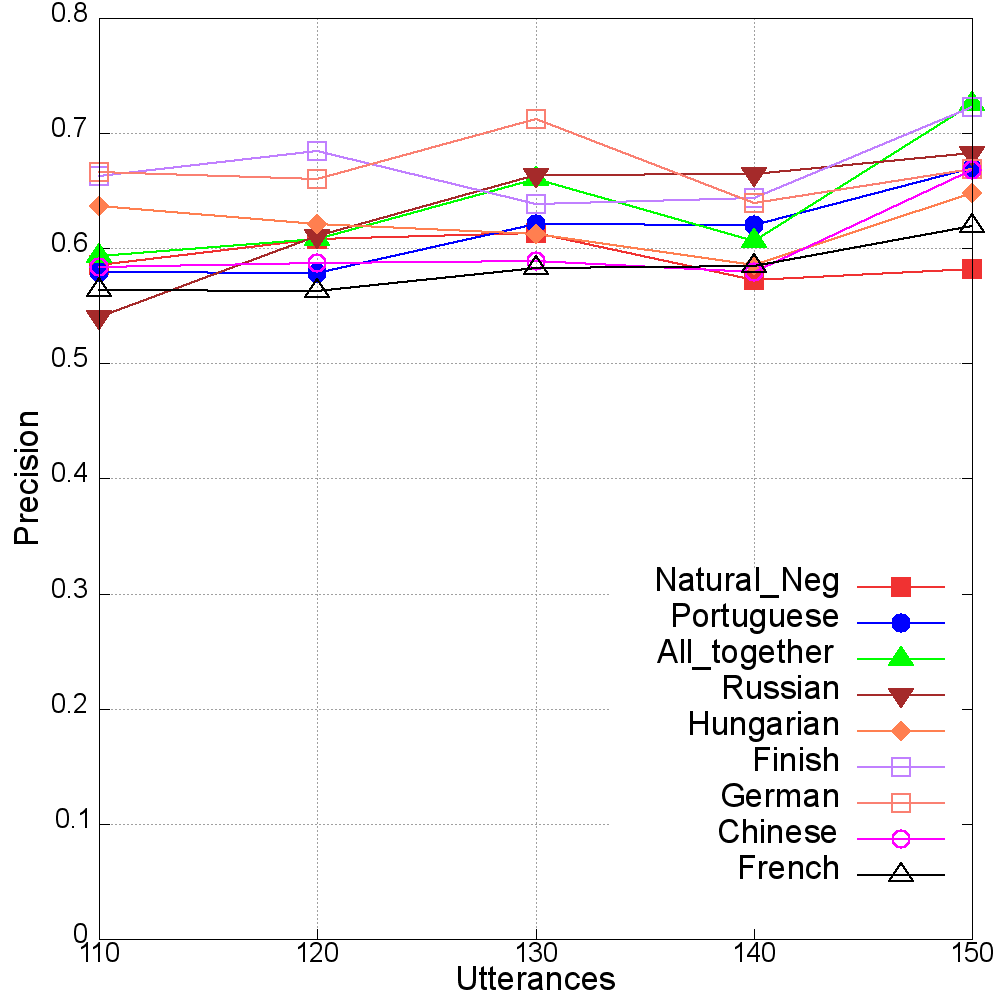 0.8
0.7
0.6
0.5
0.4
0.3
0.2
0.1
0
Precision
110 120 130 140 150
Utterances
Natural_Neg
Portuguese
All_together
Russian
Hungarian
Finish
German
Chinese
French